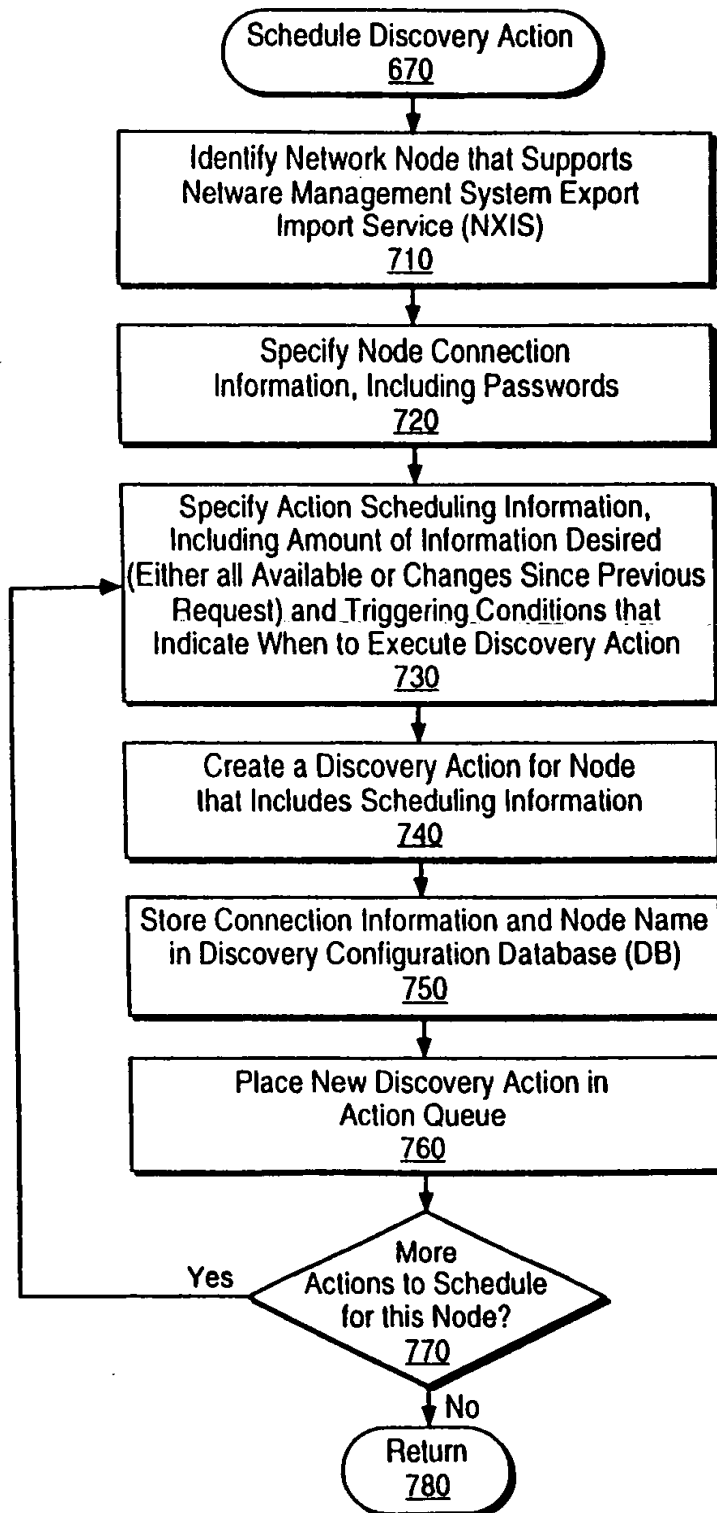 Schedule Discovery Action
670
Identify Network Node that Supports
Netware Management System Export
Import Service (NXIS)
710
Specify Node Connection
Information, Including Passwords
720
Specify Action Scheduling Information,
Including Amount of Information Desired
(Either all Available or Changes Since Previous
Request) and Triggering Conditions that
Indicate When to Execute Discovery Action
730
Create a Discovery Action for Node
that Includes Scheduling Information
740
Store Connection Information and Node Name
in Discovery Configuration Database (DB)
750
Place New Discovery Action in
Action Queue
760
More
Actions to Schedule
for this Node?
770
Yes
No
Return
780